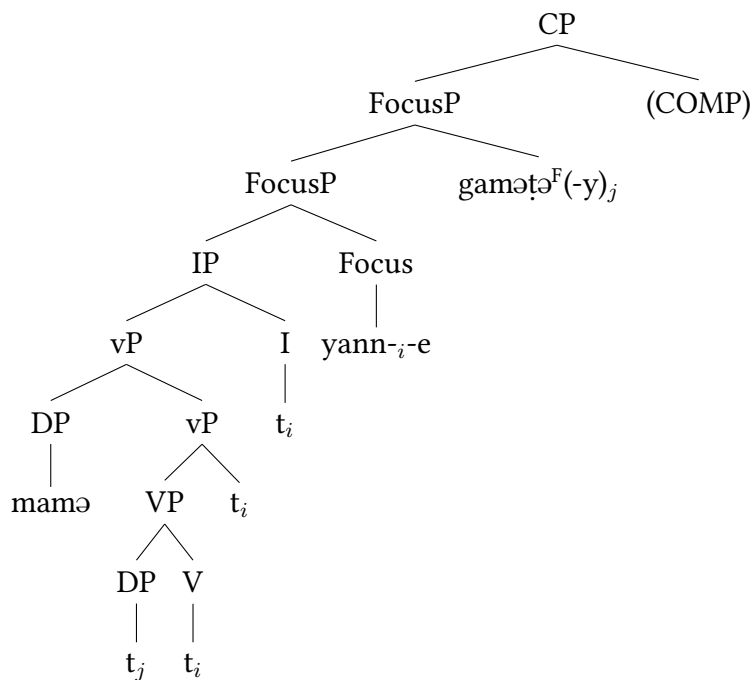 CP
FocusP (COMP)
FocusP gaməṭəᶠ(-y)ⱼ
IP Focus
vP I yann-ᵢ-e
DP vP tᵢ
mamə VP tᵢ
DP V
tⱼ tᵢ